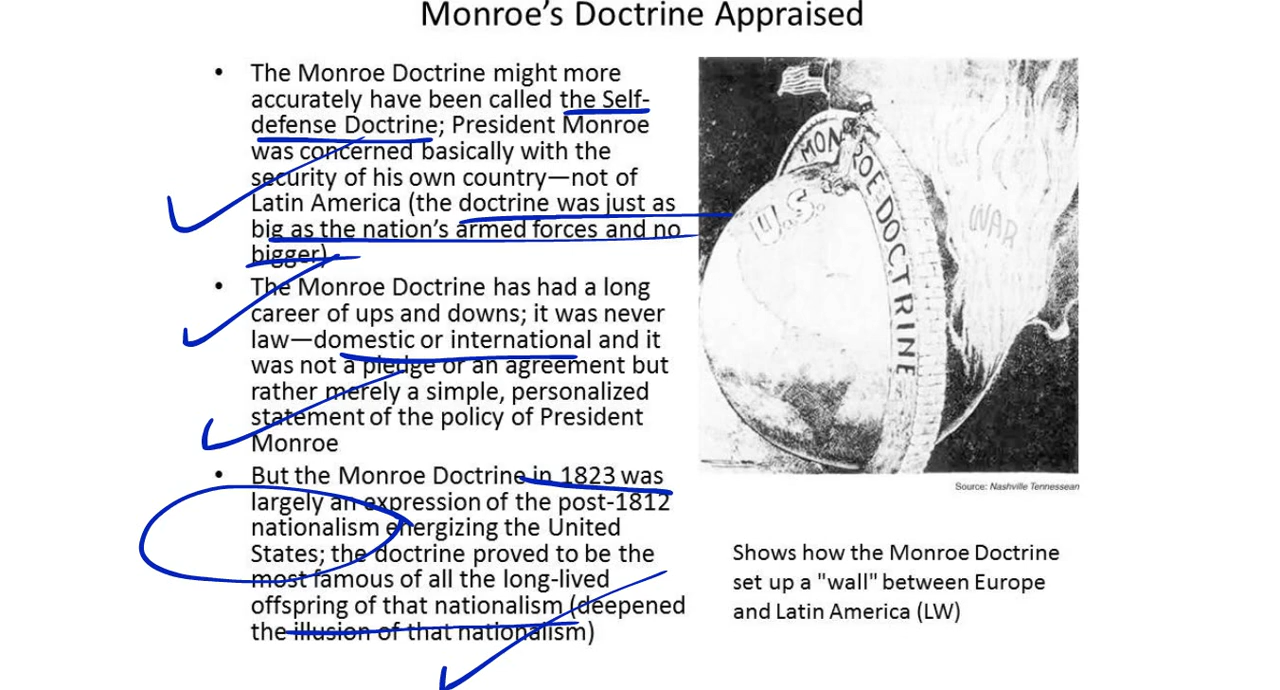 Monroe’s Doctrine Appraised
• The Monroe Doctrine might more
accurately have been called the Self-
defense Doctrine; President Monroe
was concerned basically with the
security of his own country—not of
Latin America (the doctrine was just as
big as the nation’s armed forces and no
bigger)
• The Monroe Doctrine has had a long
career of ups and downs; it was never
law—domestic or international and it
was not a pledge or an agreement but
rather merely a simple, personalized
statement of the policy of President
Monroe
• But the Monroe Doctrine in 1823 was
largely an expression of the post-1812
nationalism energizing the United
States; the doctrine proved to be the
most famous of all the long-lived
offspring of that nationalism (deepened
the illusion of that nationalism)
MONROE DOCTRINE
U.S.
WAR
Source: Nashville Tennessean
Shows how the Monroe Doctrine
set up a "wall" between Europe
and Latin America (LW)